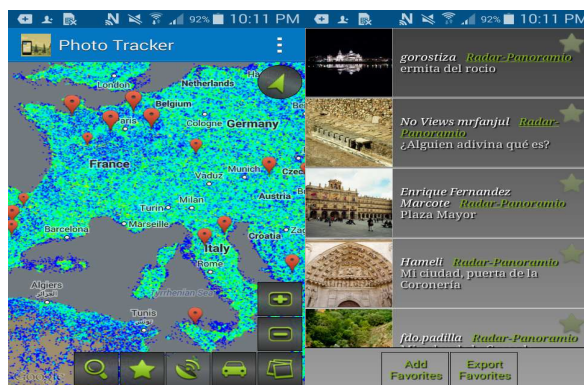 92% 10:11 PM
Photo Tracker
London
Netherlands
Belgium
Cologne Germany
France
Vaduz
Munich
Austria
Milan
Turin
Croatia
Marseille
Barcelona
Italy
Rome
Algiers
Tyrrhenian Sea
Tunis
92% 10:11 PM
gorostiza Radar-Panoramio
ermita del rocio
No Views mrfanjul Radar-
Panoramio
¿Alguien adivina qué es?
Enrique Fernandez
Marcote Radar-Panoramio
Plaza Mayor
Hameli Radar-Panoramio
Mi ciudad, puerta de la
Coronería
fdo.padilla Radar-Panoramio
Add
Favorites
Export
Favorites